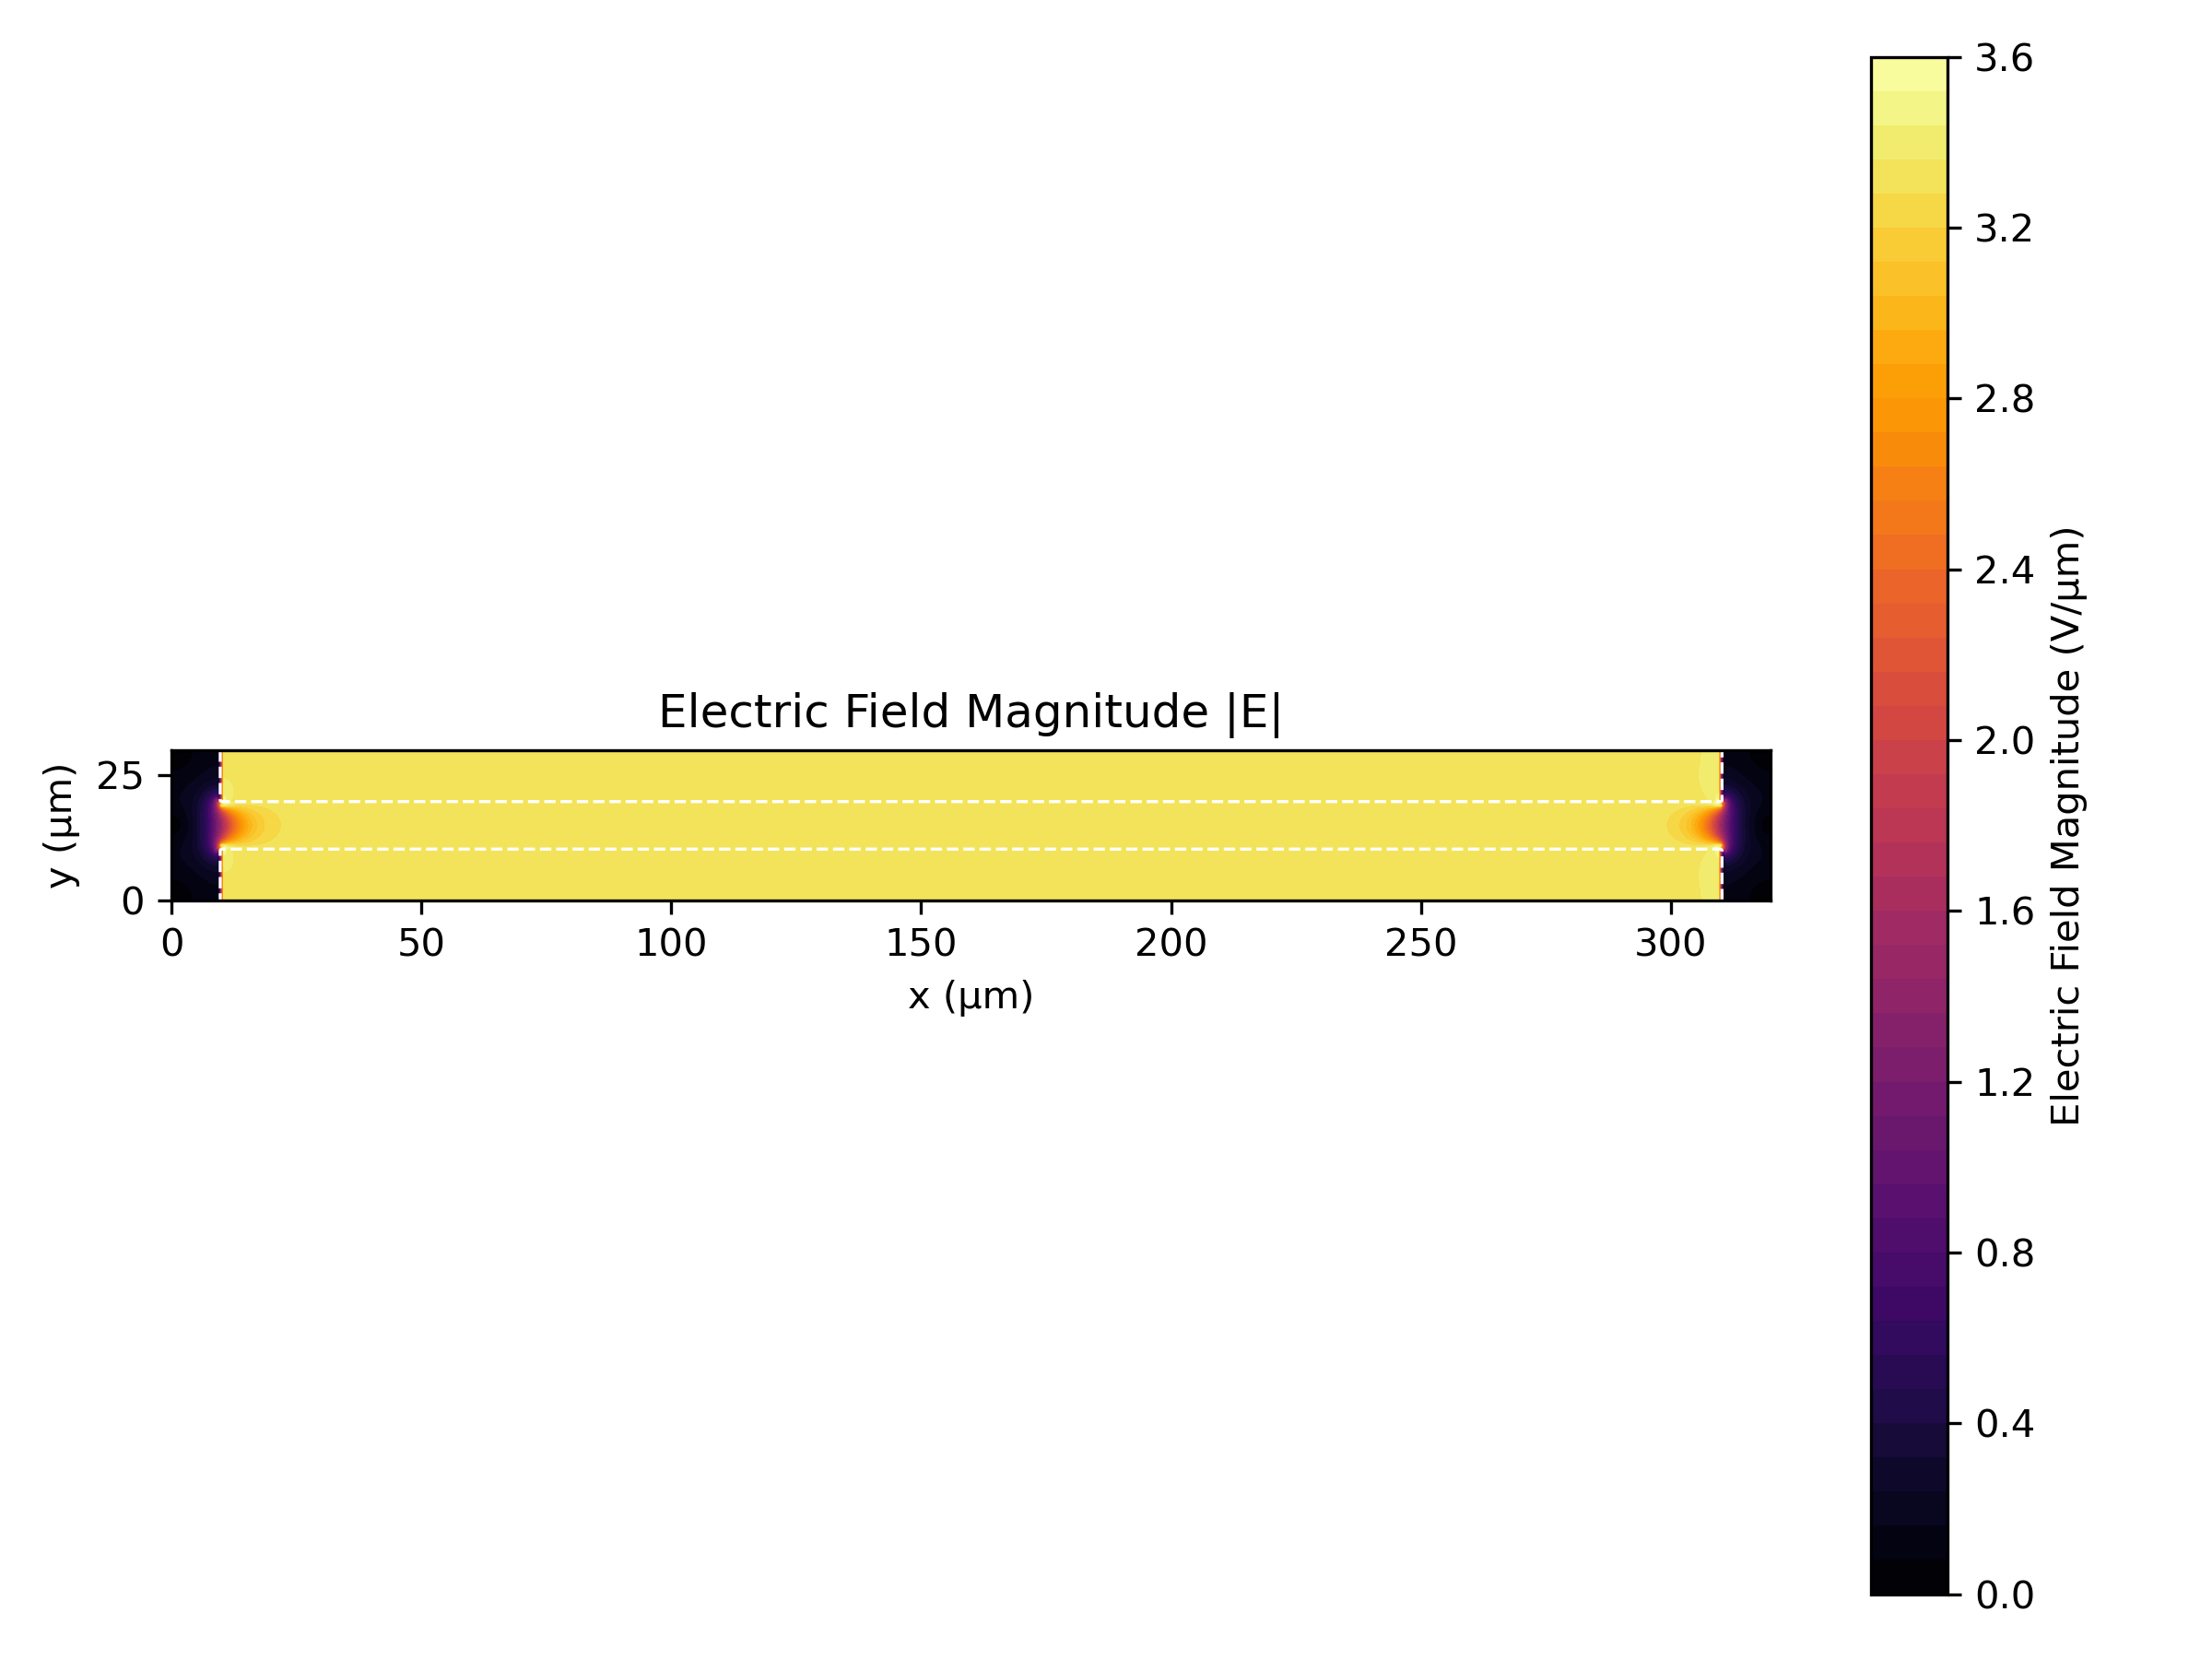 Electric Field Magnitude |E|
25
0
y (μm)
0 50 100 150 200 250 300
x (μm)
3.6
3.2
2.8
2.4
2.0
1.6
1.2
0.8
0.4
0.0
Electric Field Magnitude (V/μm)